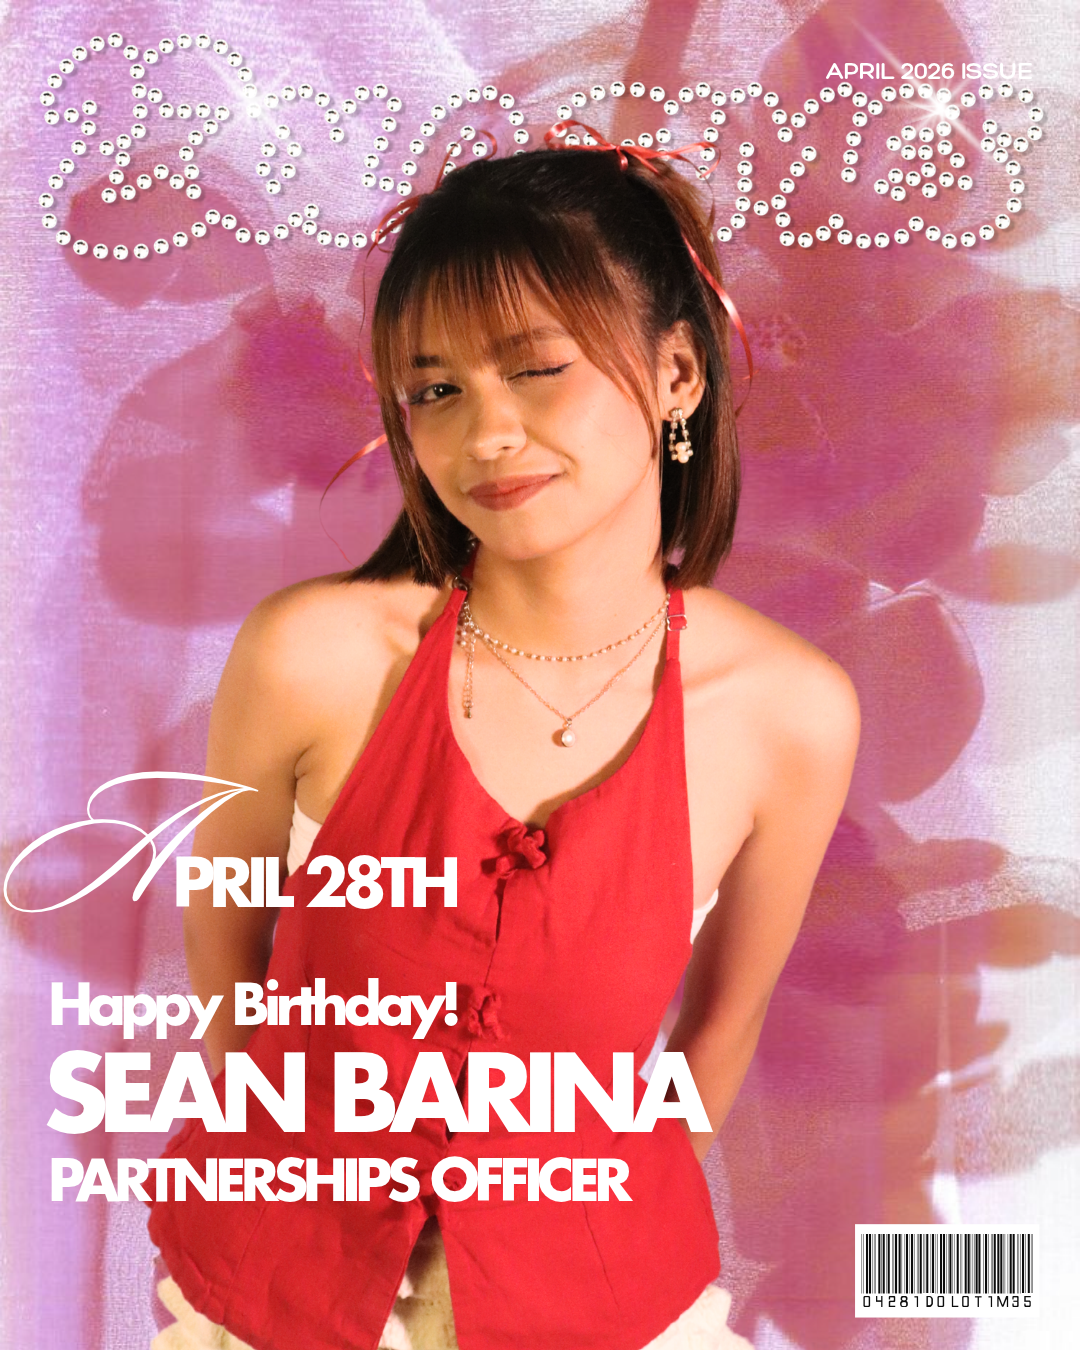 APRIL 2026 ISSUE
APRIL 28TH
Happy Birthday!
SEAN BARINA
PARTNERSHIPS OFFICER
04281D0L0T1M35